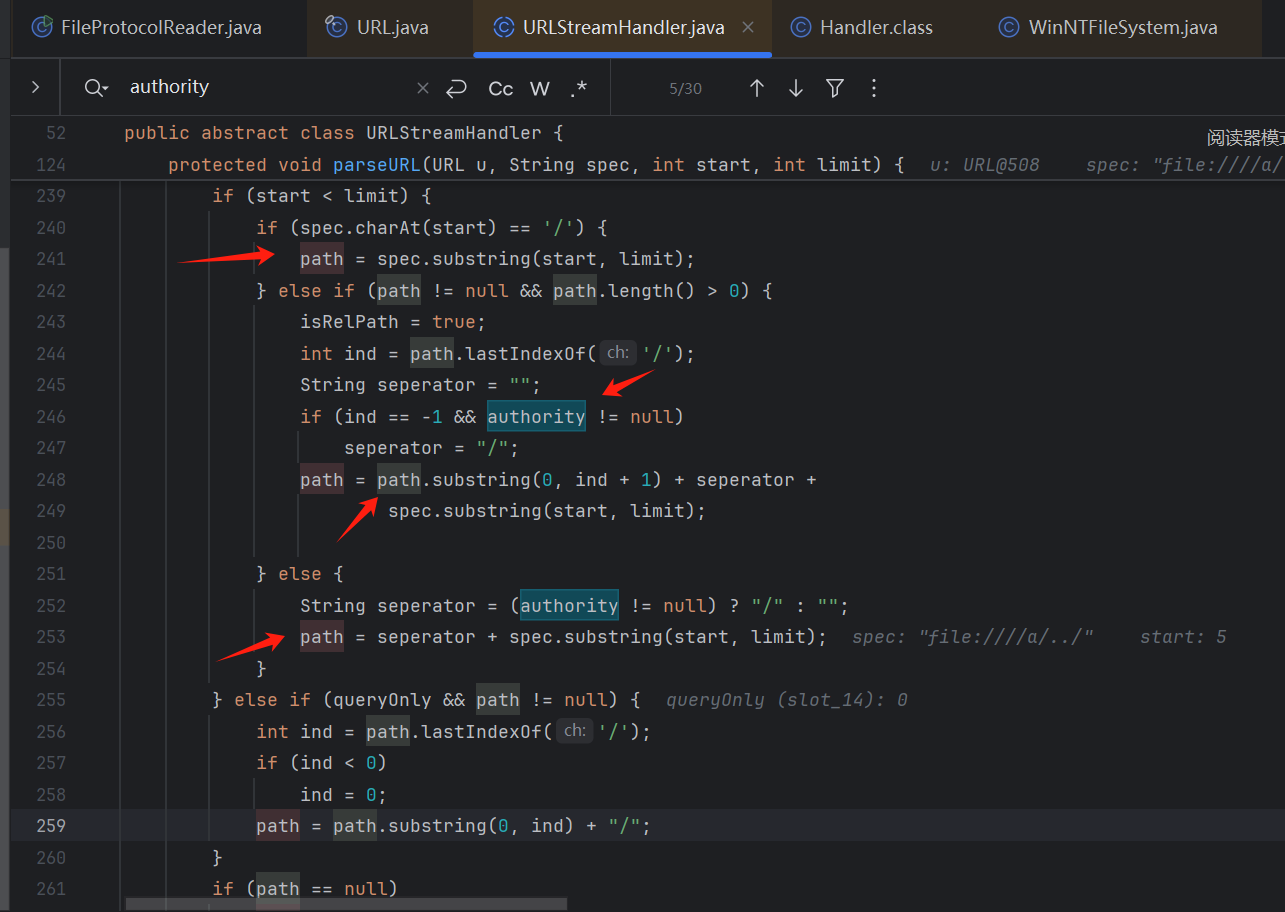 FileProtocolReader.java URL.java URLStreamHandler.java Handler.class WinNTFileSystem.java
authority Cc W .* 5/30
52 public abstract class URLStreamHandler {
阅读器模式
124 protected void parseURL(URL u, String spec, int start, int limit) { u: URL@508 spec: "file:////a/
239 if (start < limit) {
240 if (spec.charAt(start) == '/') {
241 path = spec.substring(start, limit);
242 } else if (path != null && path.length() > 0) {
243 isRelPath = true;
244 int ind = path.lastIndexOf( ch: '/');
245 String seperator = "";
246 if (ind == -1 && authority != null)
247 seperator = "/";
248 path = path.substring(0, ind + 1) + seperator +
249 spec.substring(start, limit);
250
251 } else {
252 String seperator = (authority != null) ? "/" : "";
253 path = seperator + spec.substring(start, limit); spec: "file:////a/../" start: 5
254 }
255 } else if (queryOnly && path != null) { queryOnly (slot_14): 0
256 int ind = path.lastIndexOf( ch: '/');
257 if (ind < 0)
258 ind = 0;
259 path = path.substring(0, ind) + "/";
260 }
261 if (path == null)